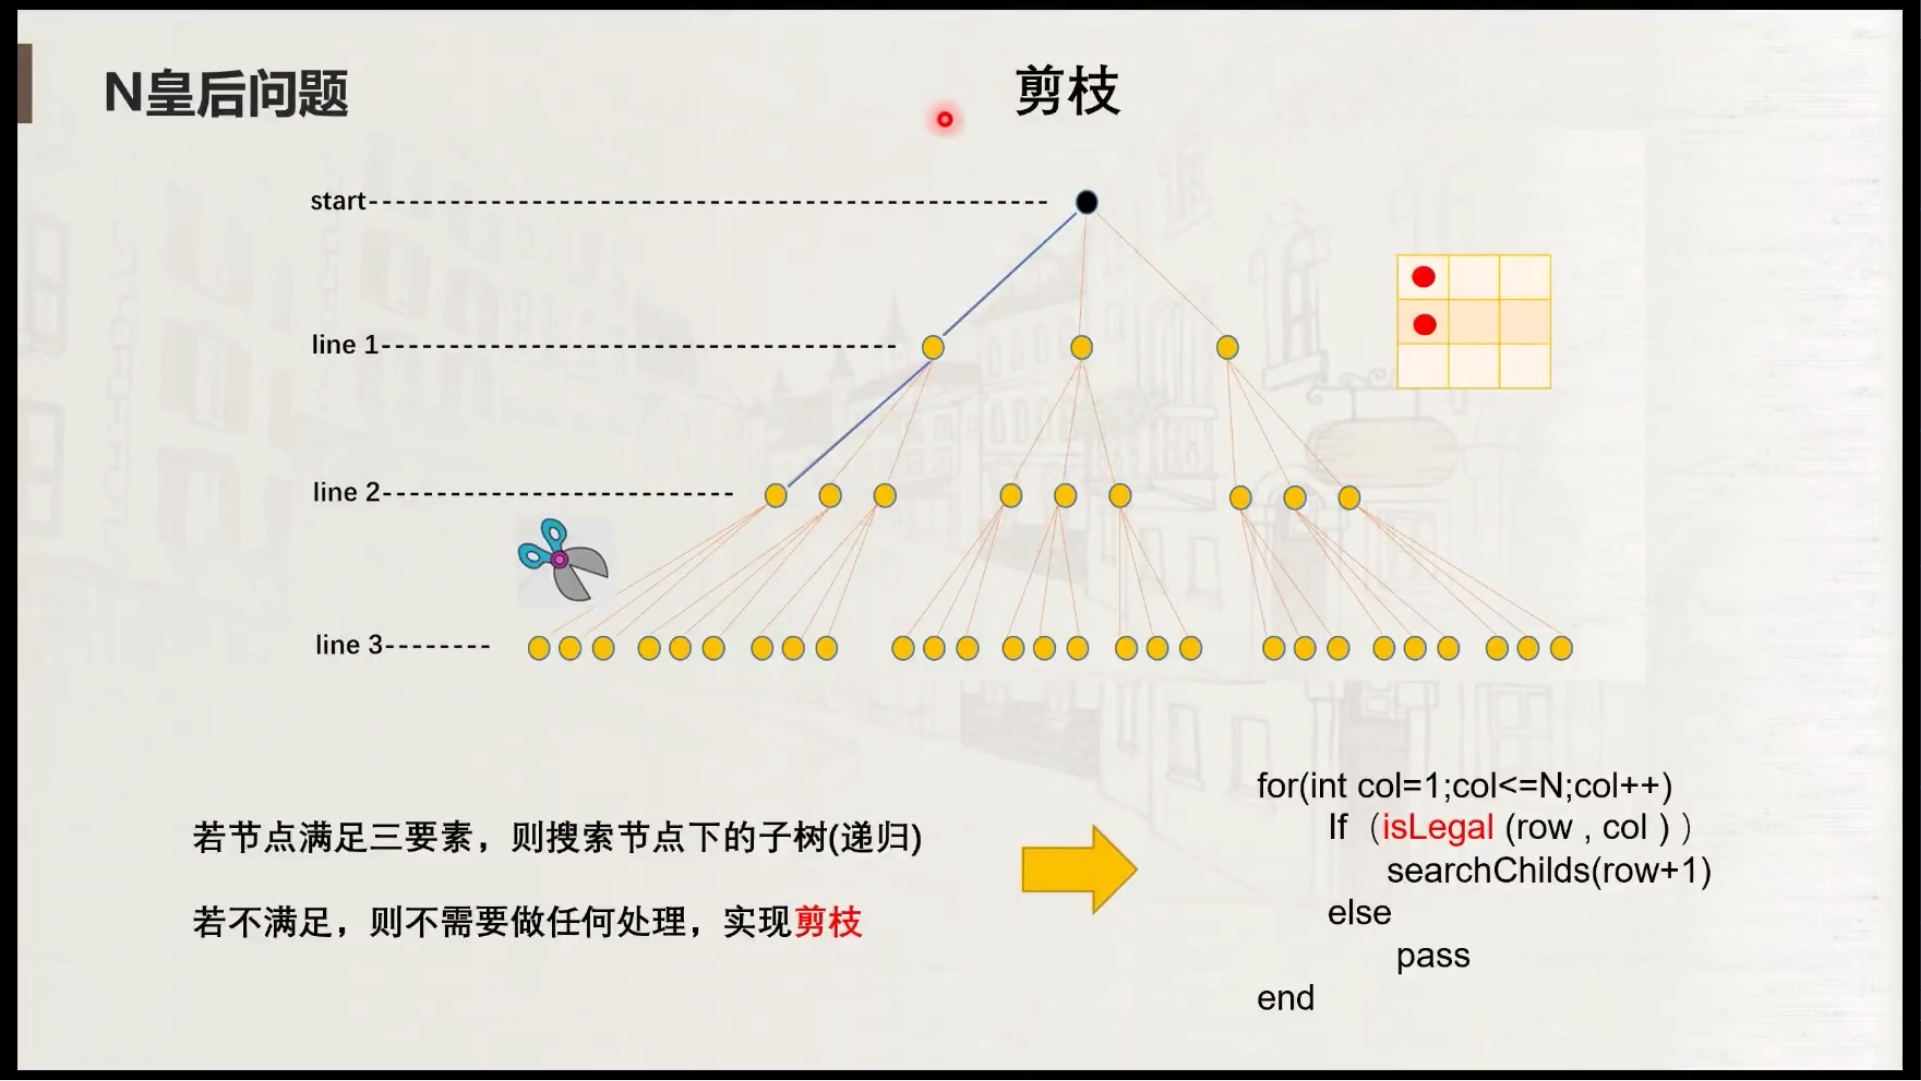 N皇后问题
剪枝
start
line 1
line 2
line 3
若节点满足三要素，则搜索节点下的子树(递归)
若不满足，则不需要做任何处理，实现剪枝
for(int col=1;col<=N;col++)
If（isLegal (row , col ) ）
searchChilds(row+1)
else
pass
end